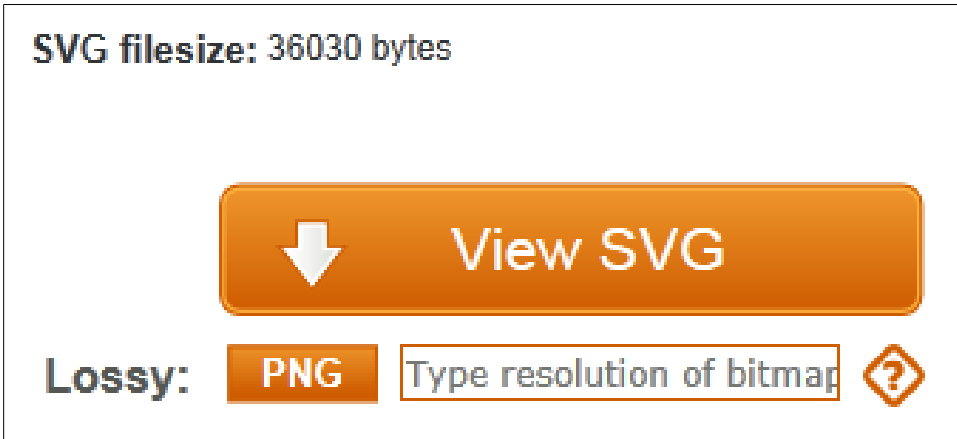 SVG filesize: 36030 bytes
View SVG
Lossy: PNG Type resolution of bitmap ?